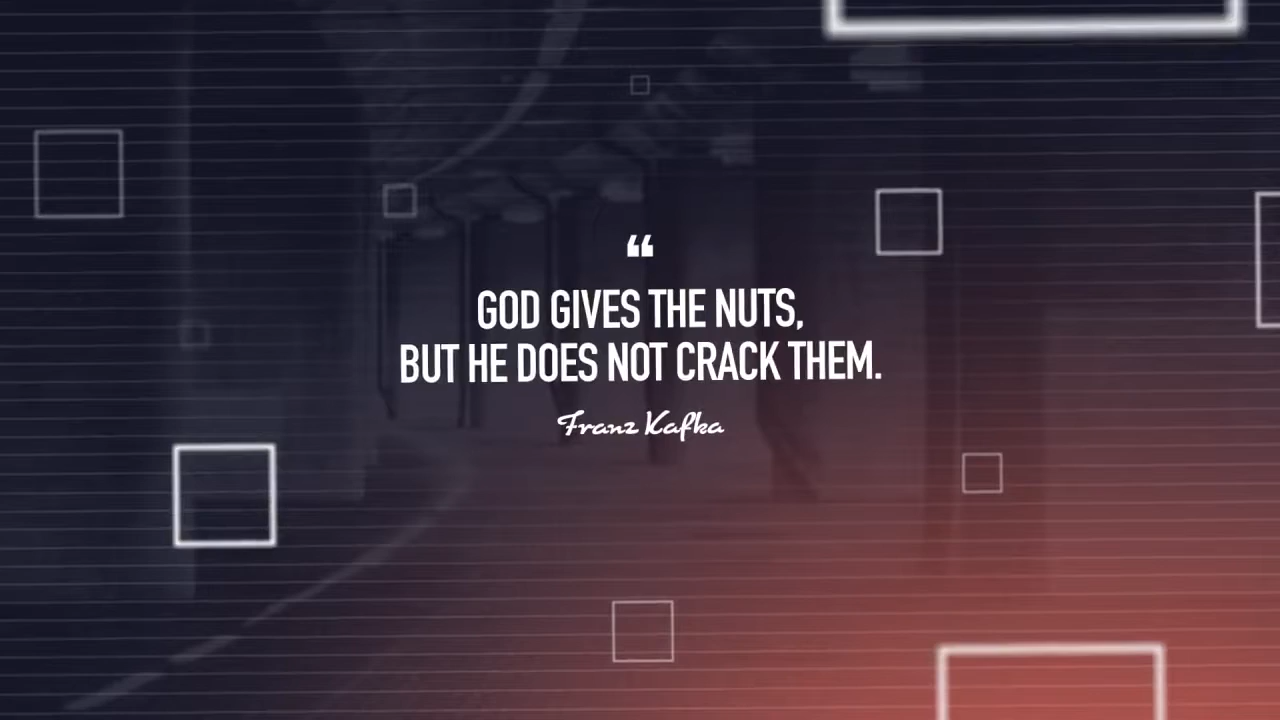 “
GOD GIVES THE NUTS,
BUT HE DOES NOT CRACK THEM.
Franz Kafka